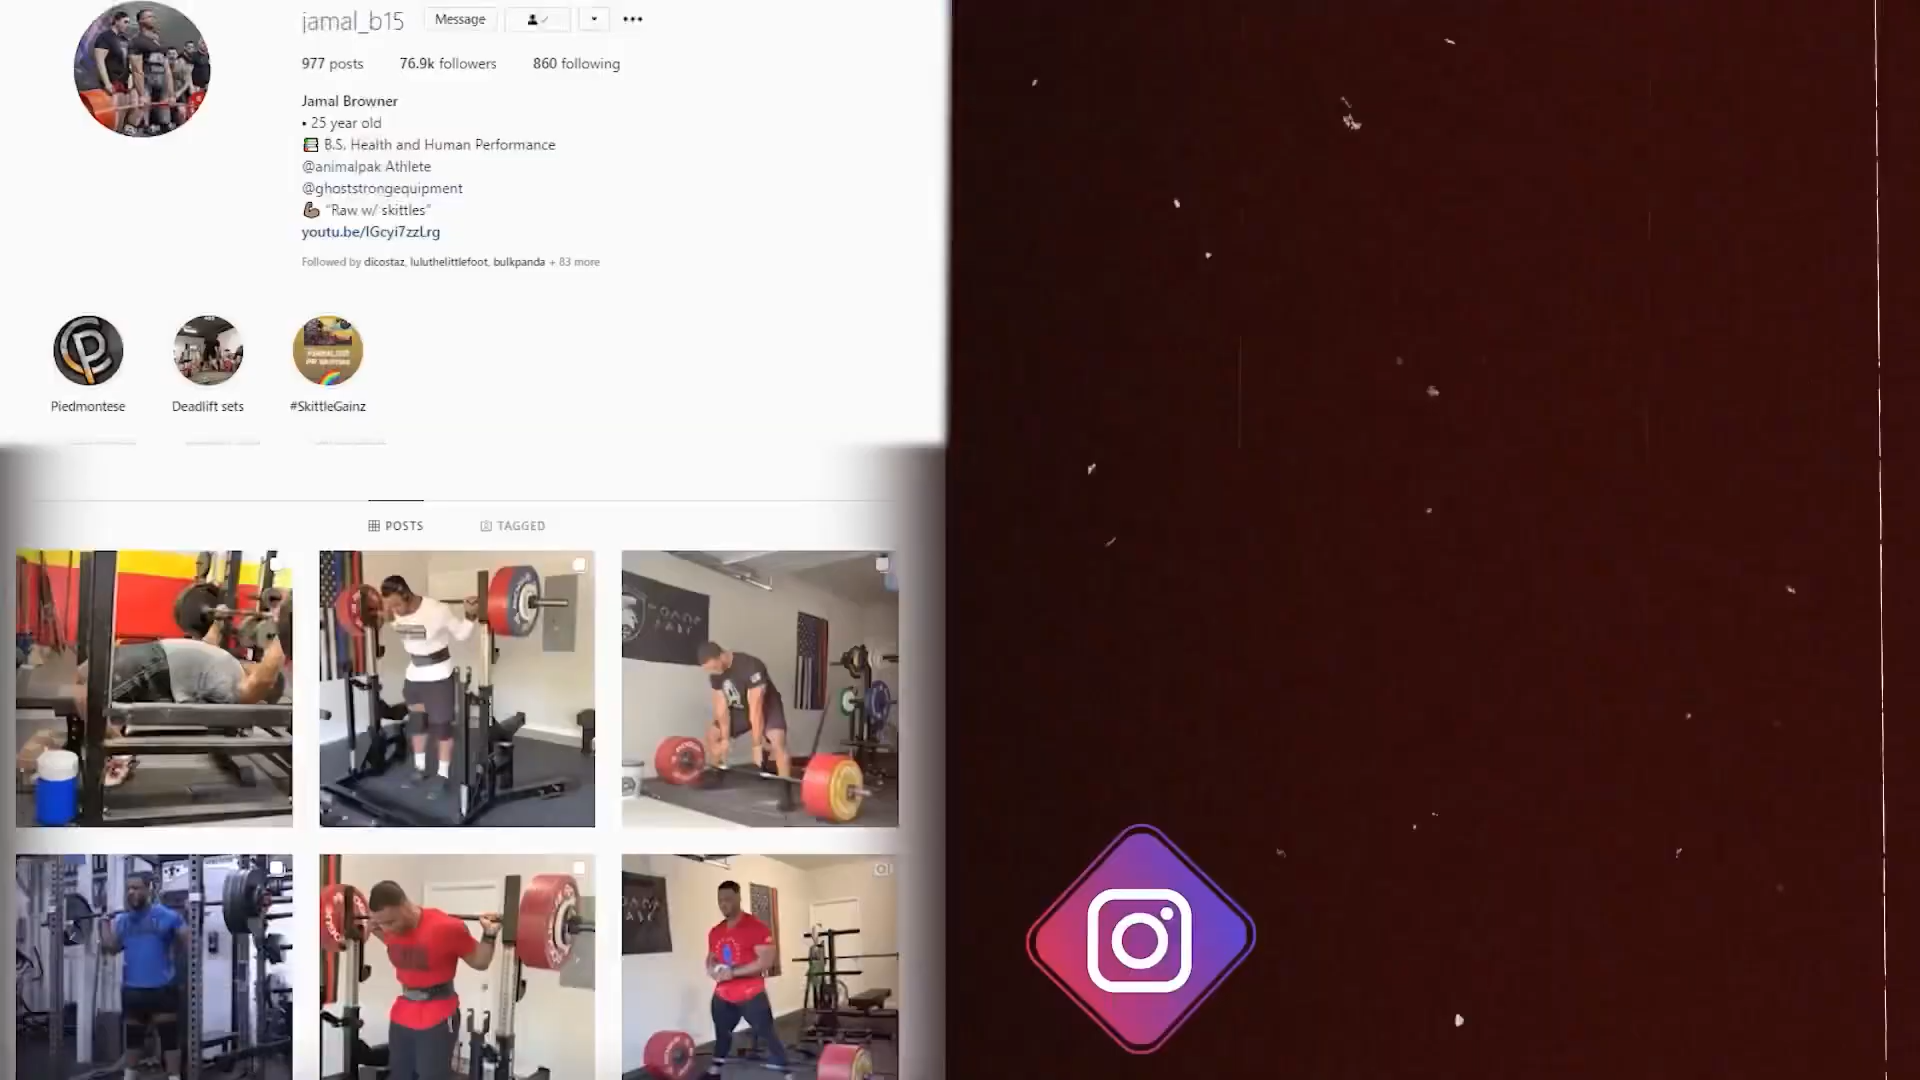 jamal_b15 Message
977 posts 76.9k followers 860 following
Jamal Browner
• 25 year old
📗 B.S. Health and Human Performance
@animalpak Athlete
@ghoststrongequipment
💪🏾 "Raw w/ skittles"
youtu.be/IGcyi7zzLrg
Followed by dicostaz, luluthelittlefoot, bulkpanda + 83 more
Piedmontese Deadlift sets #SkittleGainz
POSTS TAGGED